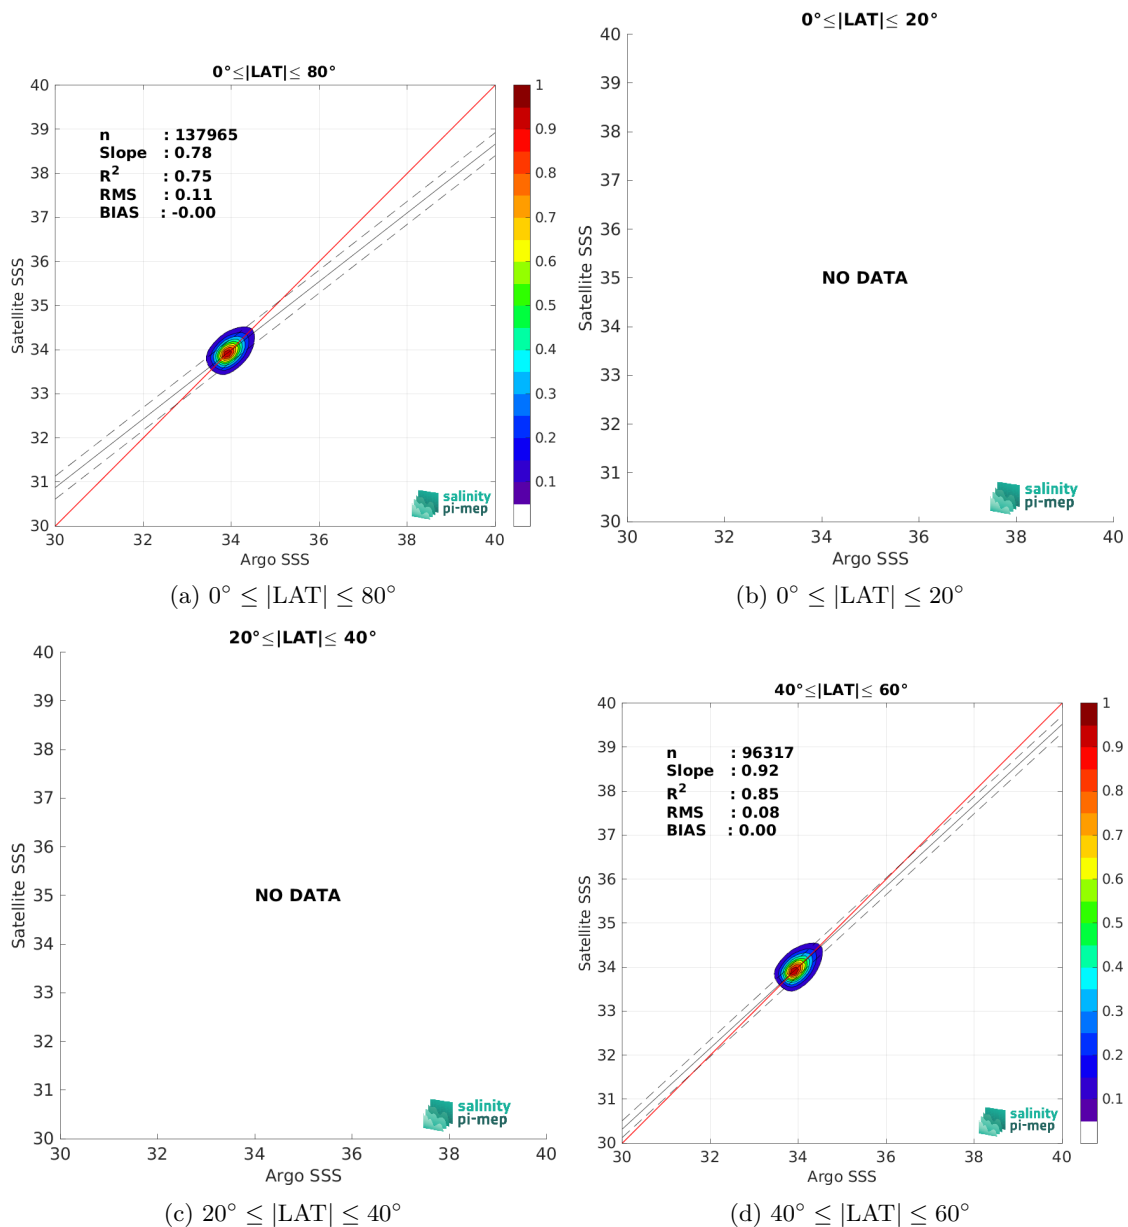 0°≤|LAT|≤ 80°
40
39
38
37
36
35
34
33
32
31
30
Satellite SSS
n : 137965
Slope : 0.78
R² : 0.75
RMS : 0.11
BIAS : -0.00
salinity
pi-mep
30 32 34 36 38 40
Argo SSS
1
0.9
0.8
0.7
0.6
0.5
0.4
0.3
0.2
0.1
(a) 0° ≤ |LAT| ≤ 80°
0°≤|LAT|≤ 20°
40
39
38
37
36
35
34
33
32
31
30
Satellite SSS
NO DATA
salinity
pi-mep
30 32 34 36 38 40
Argo SSS
(b) 0° ≤ |LAT| ≤ 20°
20°≤|LAT|≤ 40°
40
39
38
37
36
35
34
33
32
31
30
Satellite SSS
NO DATA
salinity
pi-mep
30 32 34 36 38 40
Argo SSS
(c) 20° ≤ |LAT| ≤ 40°
40°≤|LAT|≤ 60°
40
39
38
37
36
35
34
33
32
31
30
Satellite SSS
n : 96317
Slope : 0.92
R² : 0.85
RMS : 0.08
BIAS : 0.00
salinity
pi-mep
30 32 34 36 38 40
Argo SSS
1
0.9
0.8
0.7
0.6
0.5
0.4
0.3
0.2
0.1
(d) 40° ≤ |LAT| ≤ 60°